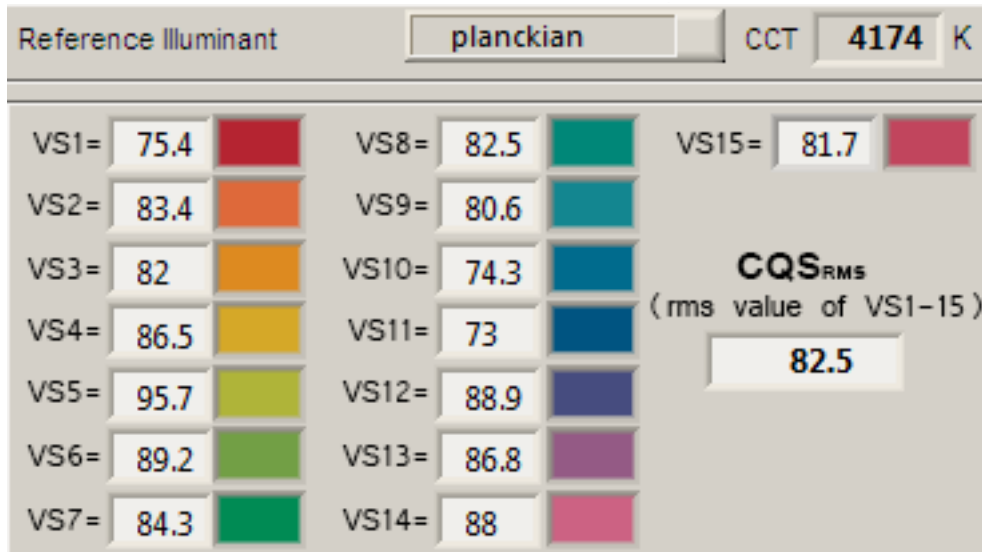 Reference Illuminant planckian CCT 4174 K
VS1= 75.4 VS8= 82.5 VS15= 81.7
VS2= 83.4 VS9= 80.6
VS3= 82 VS10= 74.3 CQSRMS
VS4= 86.5 VS11= 73 (rms value of VS1-15)
VS5= 95.7 VS12= 88.9 82.5
VS6= 89.2 VS13= 86.8
VS7= 84.3 VS14= 88